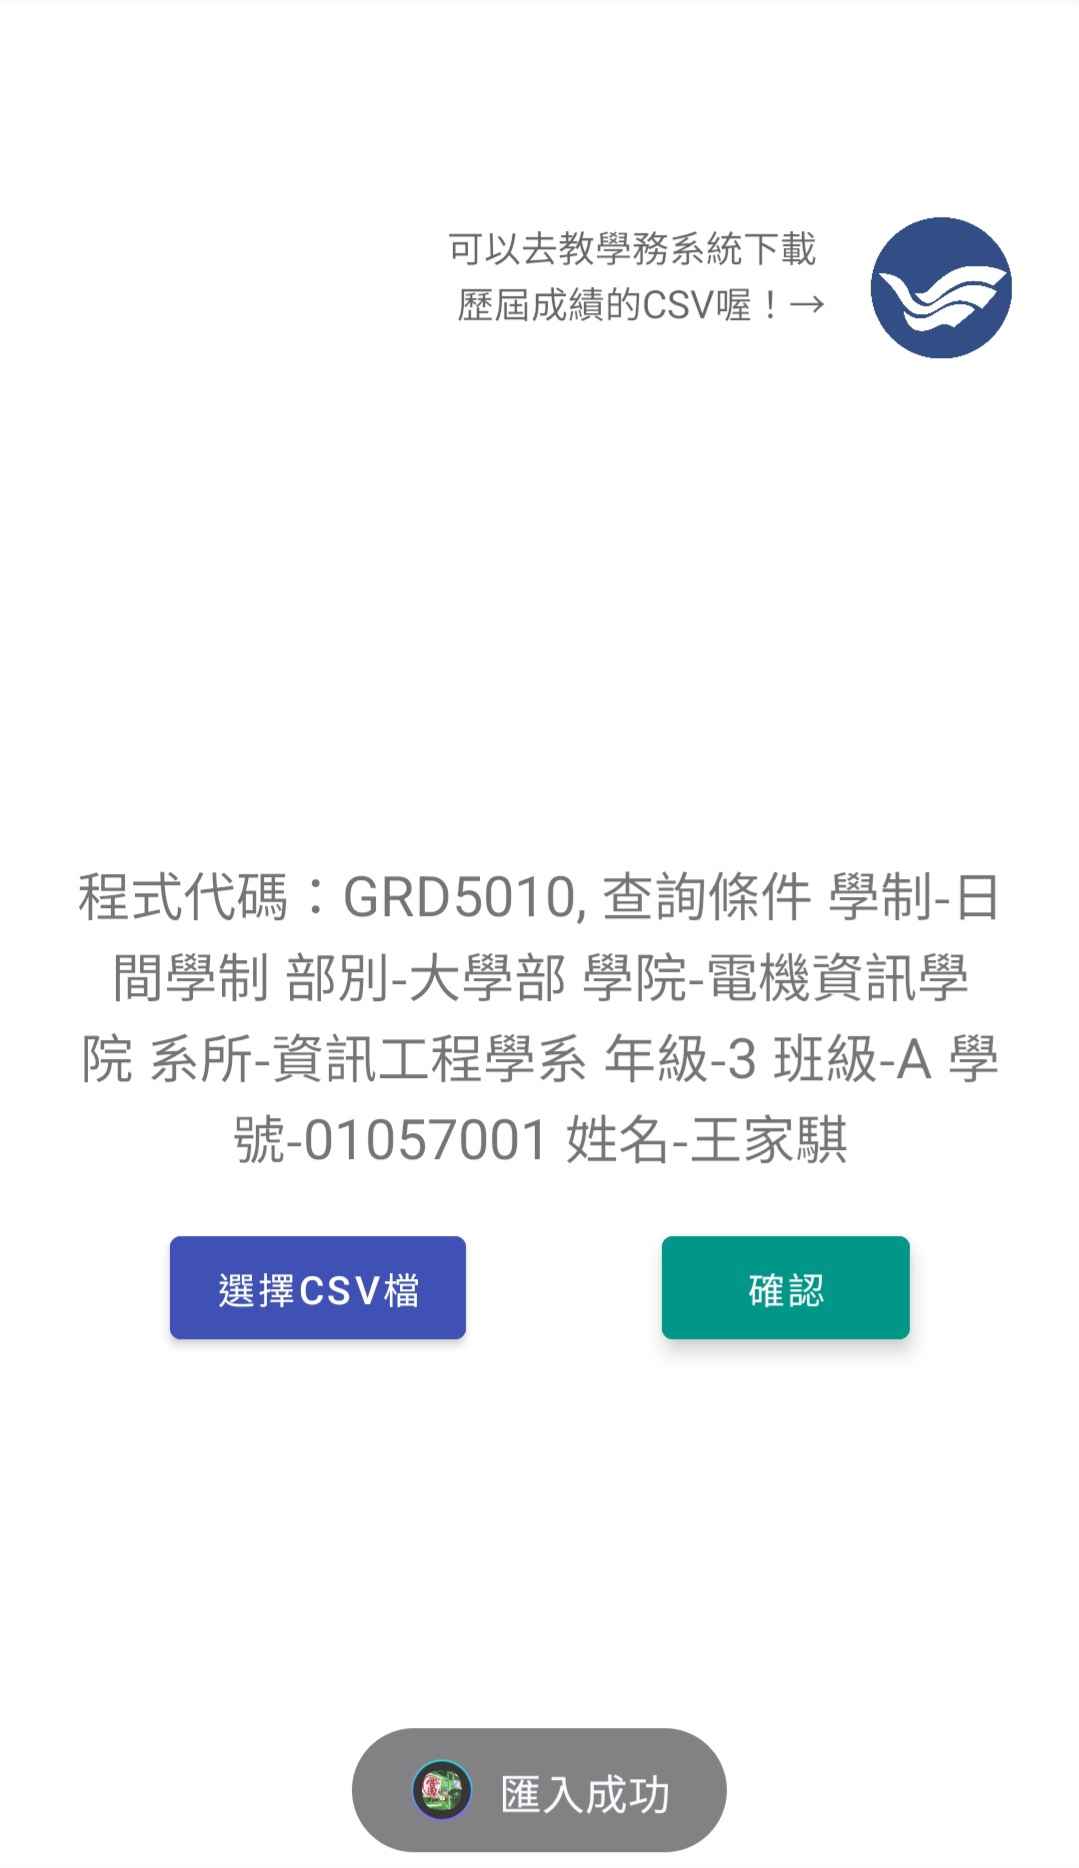 可以去教學務系統下載
歷屆成績的CSV喔！→
程式代碼：GRD5010, 查詢條件 學制-日
間學制 部別-大學部 學院-電機資訊學
院 系所-資訊工程學系 年級-3 班級-A 學
號-01057001 姓名-王家騏
選擇CSV檔
確認
匯入成功